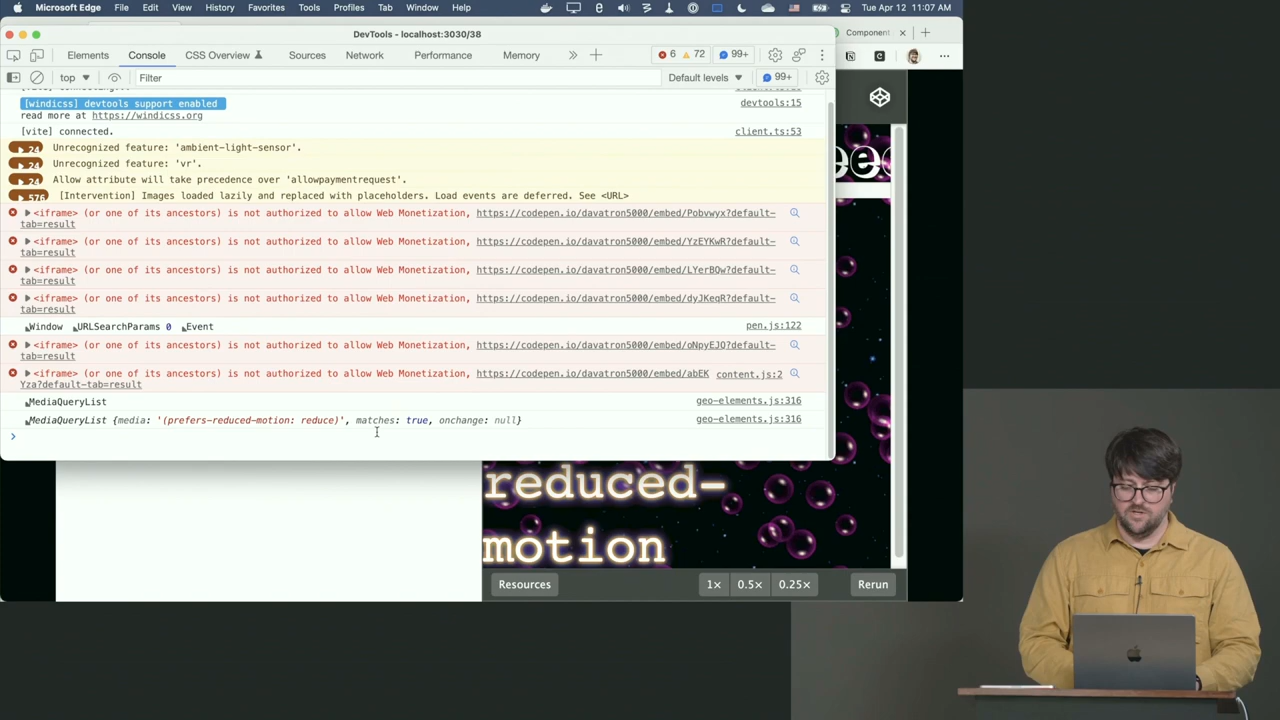 Microsoft Edge File Edit View History Favorites Tools Profiles Tab Window Help Tue Apr 12 11:07 AM
DevTools - localhost:3030/38
Component
Elements Console CSS Overview Sources Network Performance Memory 6 72 99+
top Filter Default levels 99+
[windicss] devtools support enabled devtools:15
read more at https://windicss.org
[vite] connected. client.ts:53
24 Unrecognized feature: 'ambient-light-sensor'.
24 Unrecognized feature: 'vr'.
24 Allow attribute will take precedence over 'allowpaymentrequest'.
576 [Intervention] Images loaded lazily and replaced with placeholders. Load events are deferred. See <URL>
<iframe> (or one of its ancestors) is not authorized to allow Web Monetization, https://codepen.io/davatron5000/embed/Pobvwyx?default-
tab=result
<iframe> (or one of its ancestors) is not authorized to allow Web Monetization, https://codepen.io/davatron5000/embed/YzEYKwR?default-
tab=result
<iframe> (or one of its ancestors) is not authorized to allow Web Monetization, https://codepen.io/davatron5000/embed/LYerBQw?default-
tab=result
<iframe> (or one of its ancestors) is not authorized to allow Web Monetization, https://codepen.io/davatron5000/embed/dyJKeqR?default-
tab=result
Window URLSearchParams 0 Event pen.js:122
<iframe> (or one of its ancestors) is not authorized to allow Web Monetization, https://codepen.io/davatron5000/embed/oNpyEJQ?default-
tab=result
<iframe> (or one of its ancestors) is not authorized to allow Web Monetization, https://codepen.io/davatron5000/embed/abEK content.js:2
Yza?default-tab=result
MediaQueryList geo-elements.js:316
MediaQueryList {media: '(prefers-reduced-motion: reduce)', matches: true, onchange: null} geo-elements.js:316
reduced-
motion
Resources 1× 0.5× 0.25× Rerun